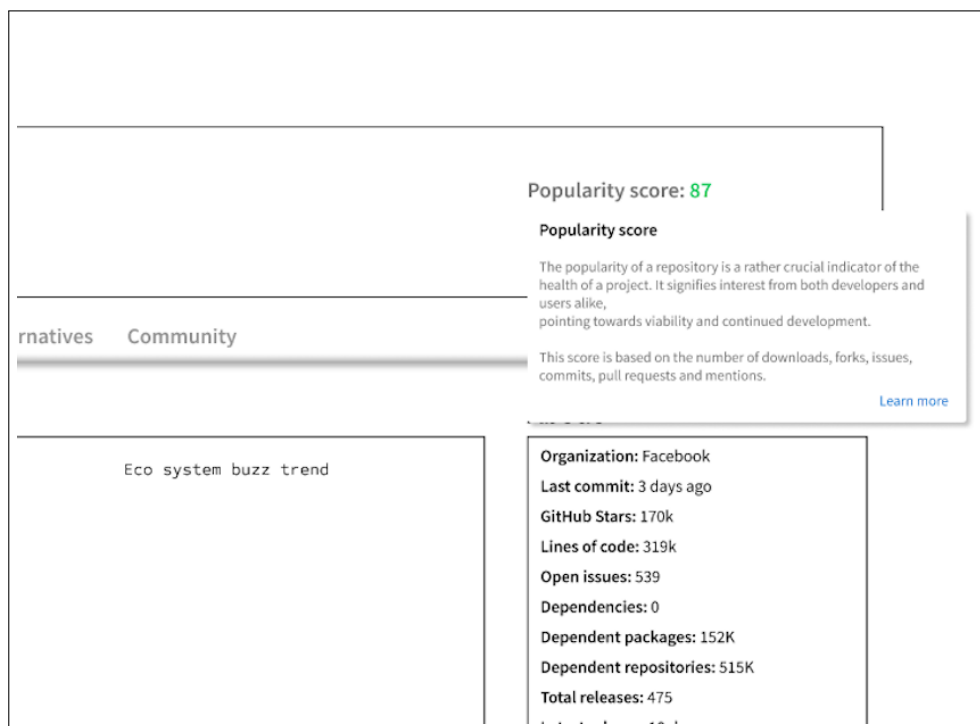 Popularity score: 87
Popularity score
The popularity of a repository is a rather crucial indicator of the
health of a project. It signifies interest from both developers and
users alike,
pointing towards viability and continued development.
This score is based on the number of downloads, forks, issues,
commits, pull requests and mentions.
Learn more
rnatives Community
Eco system buzz trend
Organization: Facebook
Last commit: 3 days ago
GitHub Stars: 170k
Lines of code: 319k
Open issues: 539
Dependencies: 0
Dependent packages: 152K
Dependent repositories: 515K
Total releases: 475